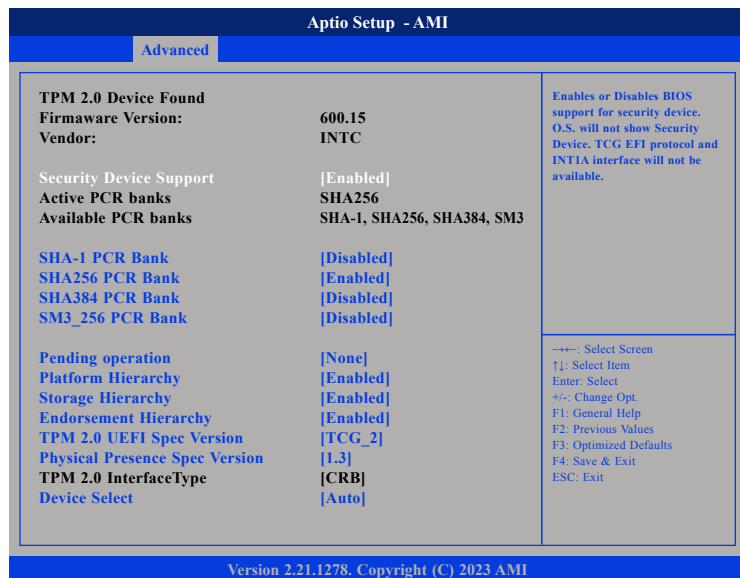 Aptio Setup - AMI
Advanced
TPM 2.0 Device Found
Firmaware Version: 600.15
Vendor: INTC
Security Device Support [Enabled]
Active PCR banks SHA256
Available PCR banks SHA-1, SHA256, SHA384, SM3
SHA-1 PCR Bank [Disabled]
SHA256 PCR Bank [Enabled]
SHA384 PCR Bank [Disabled]
SM3_256 PCR Bank [Disabled]
Pending operation [None]
Platform Hierarchy [Enabled]
Storage Hierarchy [Enabled]
Endorsement Hierarchy [Enabled]
TPM 2.0 UEFI Spec Version [TCG_2]
Physical Presence Spec Version [1.3]
TPM 2.0 InterfaceType [CRB]
Device Select [Auto]
Enables or Disables BIOS
support for security device.
O.S. will not show Security
Device. TCG EFI protocol and
INT1A interface will not be
available.
→←: Select Screen
↑↓: Select Item
Enter: Select
+/-: Change Opt.
F1: General Help
F2: Previous Values
F3: Optimized Defaults
F4: Save & Exit
ESC: Exit
Version 2.21.1278. Copyright (C) 2023 AMI